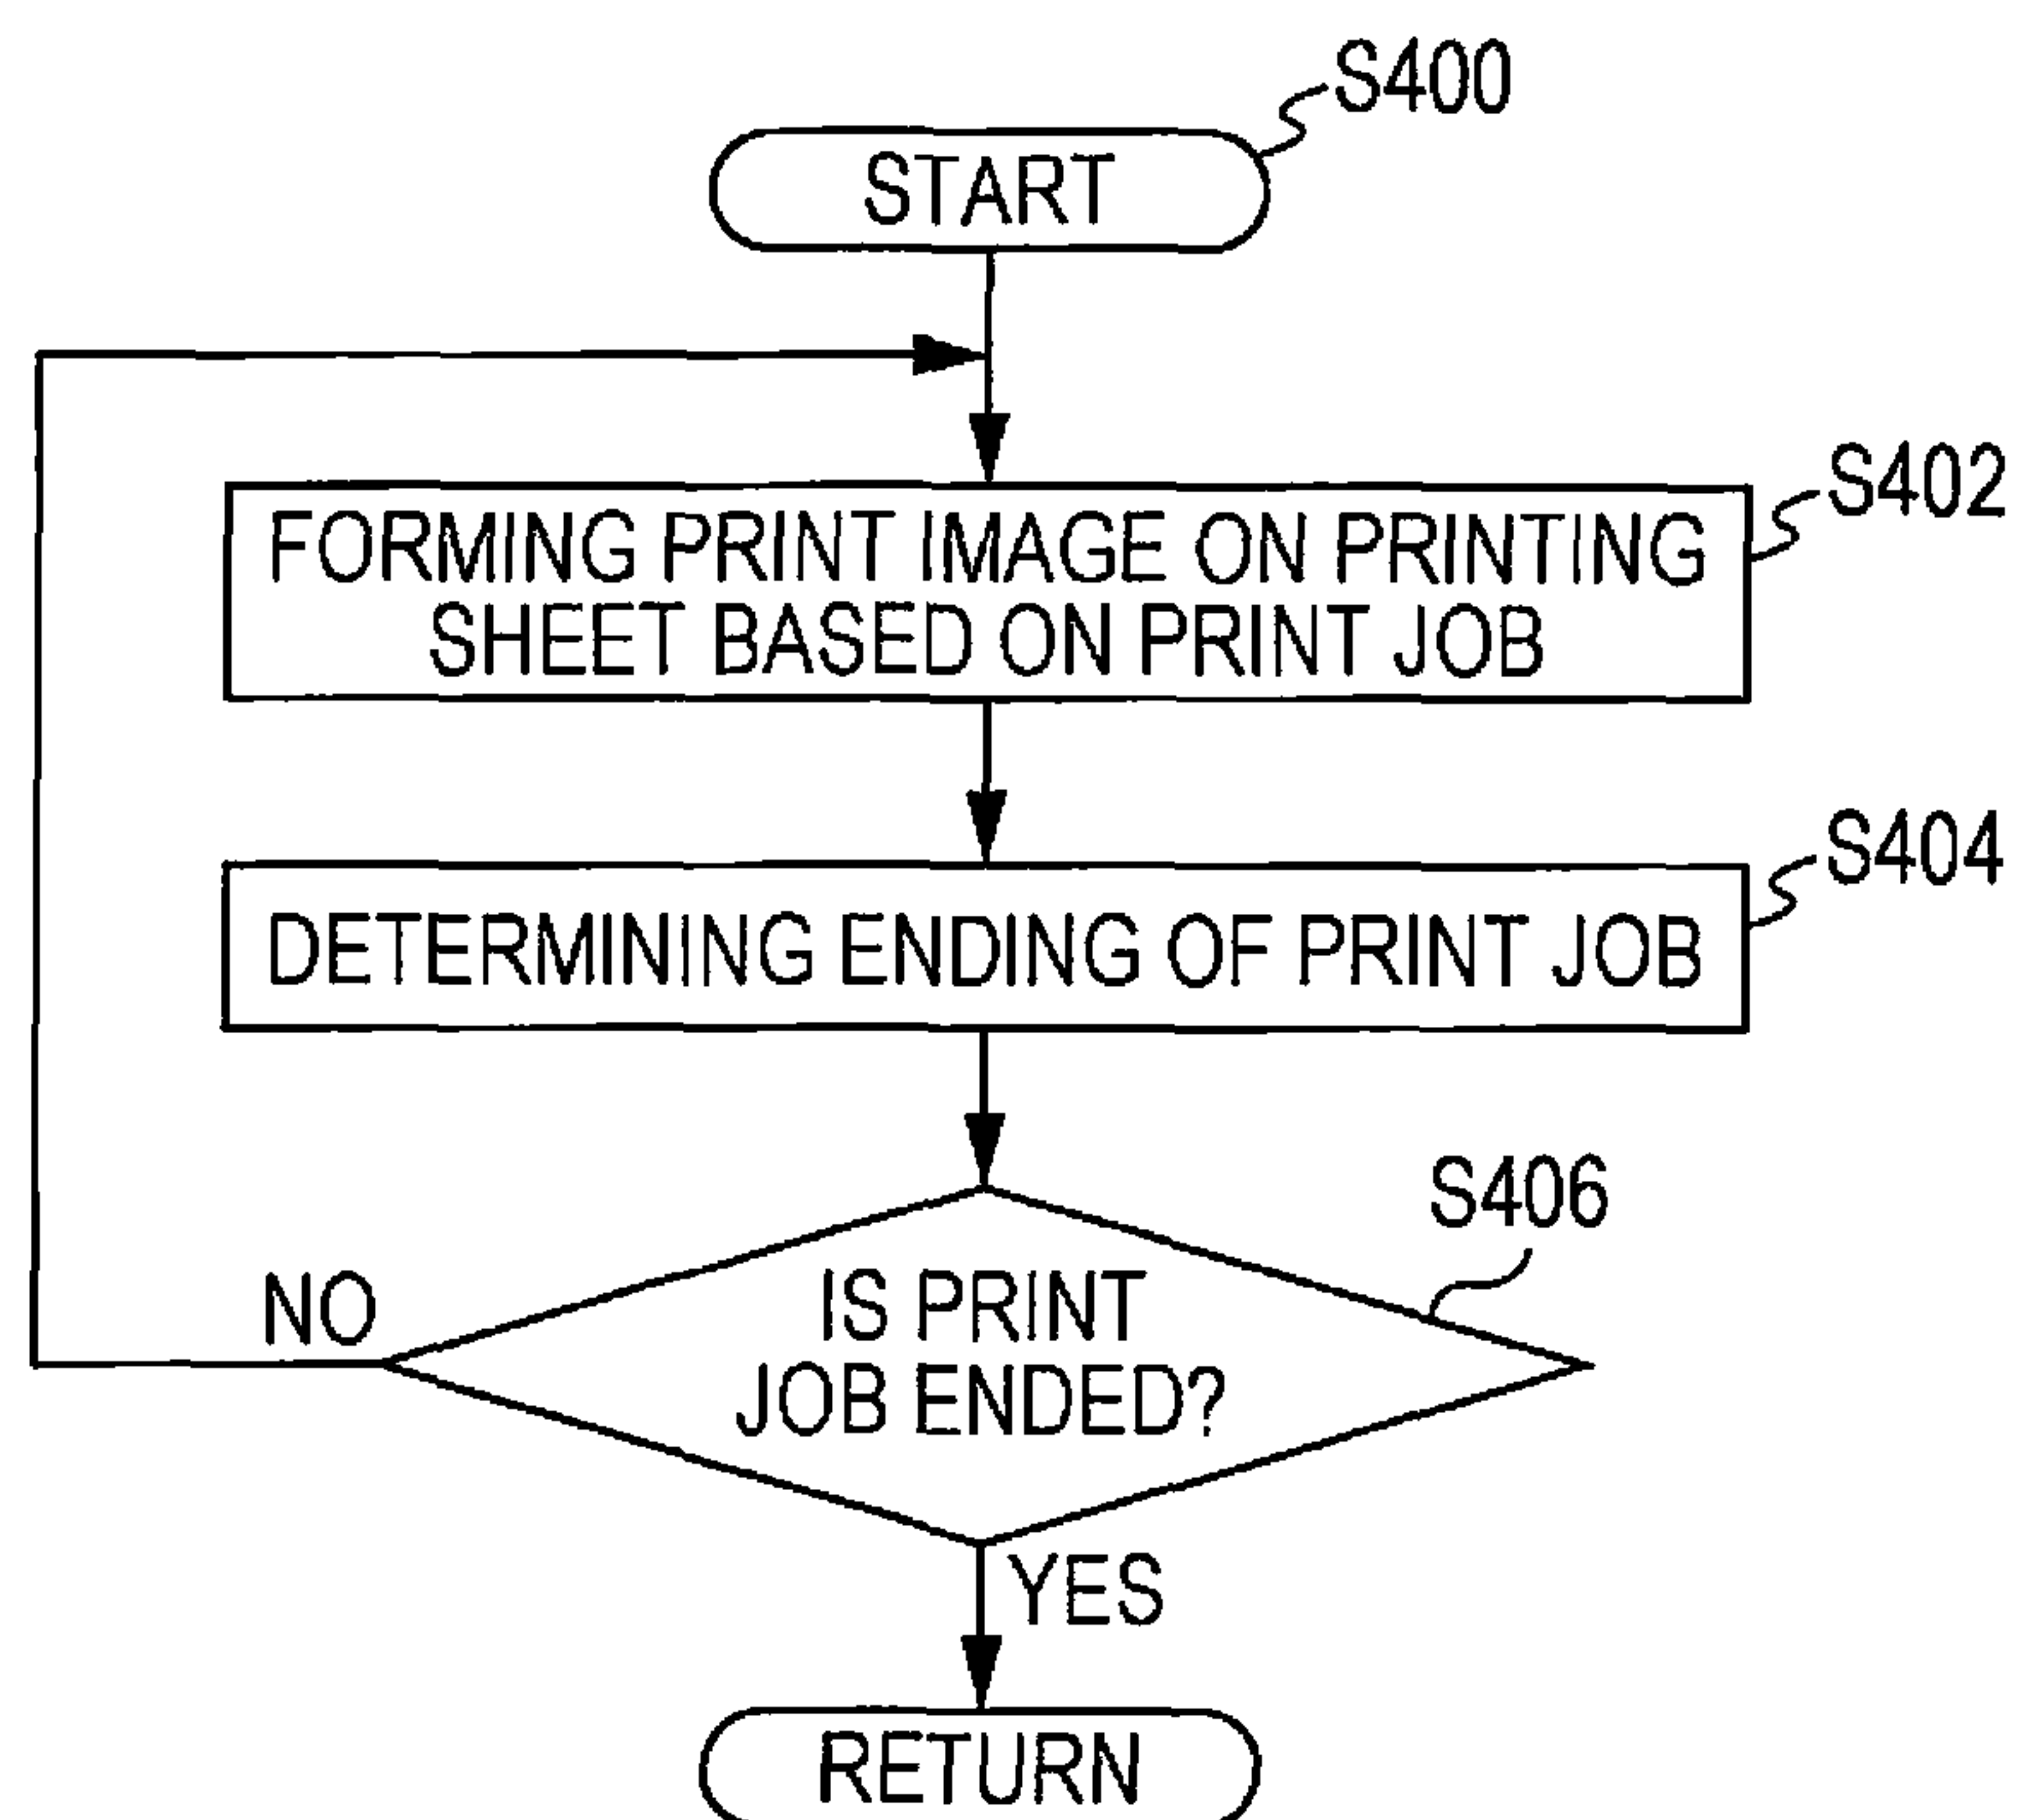 S400
START
S402
FORMING PRINT IMAGE ON PRINTING
SHEET BASED ON PRINT JOB
S404
DETERMINING ENDING OF PRINT JOB
S406
IS PRINT
JOB ENDED?
NO
YES
RETURN